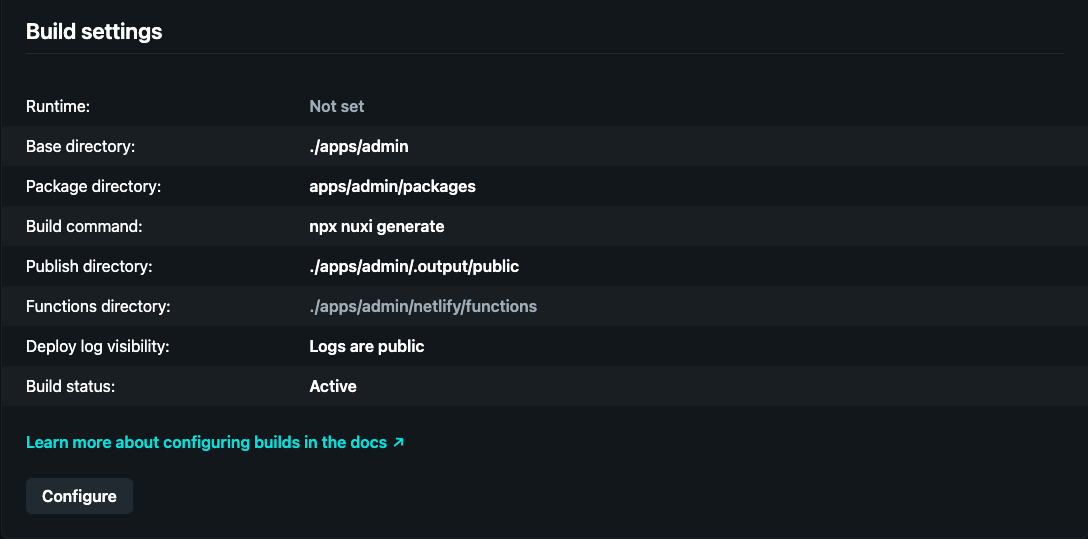 Build settings
Runtime: Not set
Base directory: ./apps/admin
Package directory: apps/admin/packages
Build command: npx nuxi generate
Publish directory: ./apps/admin/.output/public
Functions directory: ./apps/admin/netlify/functions
Deploy log visibility: Logs are public
Build status: Active
Learn more about configuring builds in the docs ↗
Configure